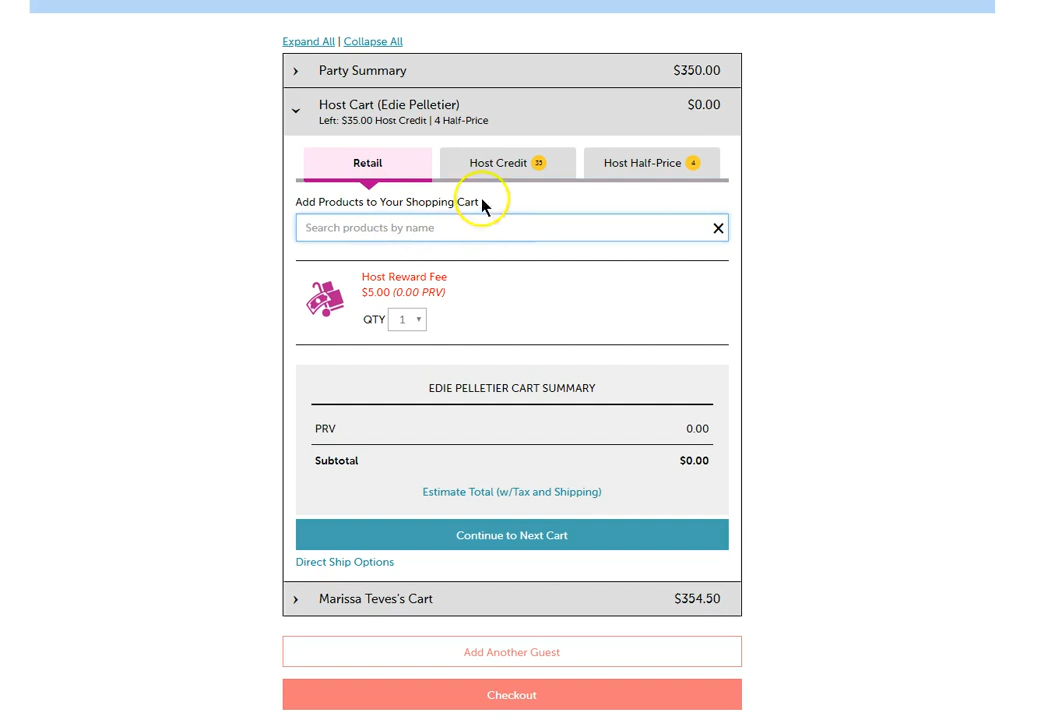 Expand All | Collapse All
Party Summary $350.00
Host Cart (Edie Pelletier) $0.00
Left: $35.00 Host Credit | 4 Half-Price
Retail Host Credit 35 Host Half-Price 4
Add Products to Your Shopping Cart
Search products by name
Host Reward Fee
$5.00 (0.00 PRV)
QTY 1
EDIE PELLETIER CART SUMMARY
PRV 0.00
Subtotal $0.00
Estimate Total (w/Tax and Shipping)
Continue to Next Cart
Direct Ship Options
Marissa Teves's Cart $354.50
Add Another Guest
Checkout